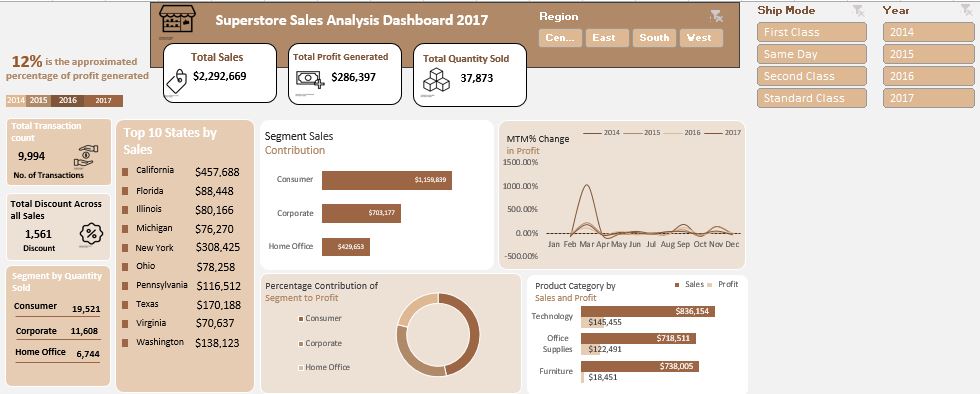 Superstore Sales Analysis Dashboard 2017
Region
Cen...
East
South
West
Ship Mode
First Class
Same Day
Second Class
Standard Class
Year
2014
2015
2016
2017
12% is the approximated
percentage of profit generated
2014 2015 2016 2017
Total Sales
$2,292,669
Total Profit Generated
$286,397
Total Quantity Sold
37,873
Total Transaction
count
9,994
No. of Transactions
Total Discount Across
all Sales
1,561
Discount
Segment by Quantity
Sold
Consumer 19,521
Corporate 11,608
Home Office 6,744
Top 10 States by
Sales
California $457,688
Florida $88,448
Illinois $80,166
Michigan $76,270
New York $308,425
Ohio $78,258
Pennsylvania $116,512
Texas $170,188
Virginia $70,637
Washington $138,123
Segment Sales
Contribution
Consumer $1,159,839
Corporate $703,177
Home Office $429,653
MTM% Change
in Profit
2014 2015 2016 2017
1500.00%
1000.00%
500.00%
0.00%
-500.00%
Jan Feb Mar Apr May Jun Jul Aug Sep Oct Nov Dec
Percentage Contribution of
Segment to Profit
Consumer
Corporate
Home Office
Product Category by
Sales and Profit
Sales Profit
Technology $836,154
$145,455
Office
Supplies $718,511
$122,491
Furniture $738,005
$18,451